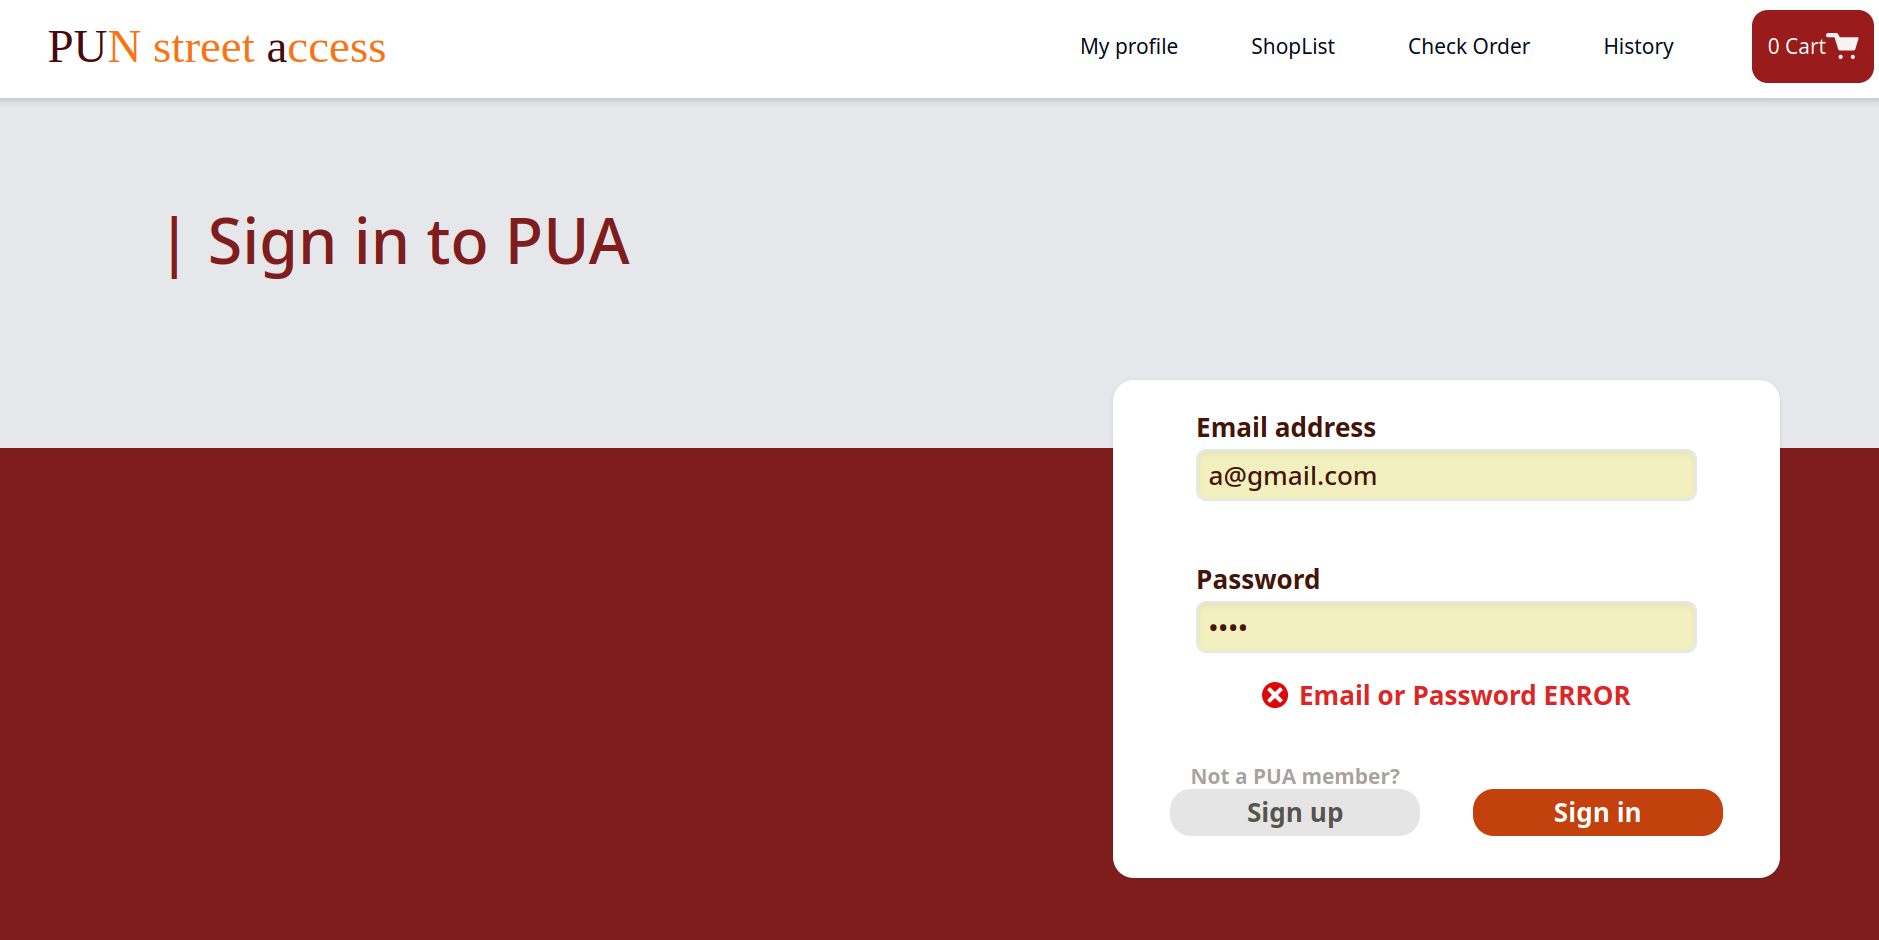 PUN street access
My profile
ShopList
Check Order
History
0 Cart
| Sign in to PUA
Email address
a@gmail.com
Password
••••
Email or Password ERROR
Not a PUA member?
Sign up
Sign in